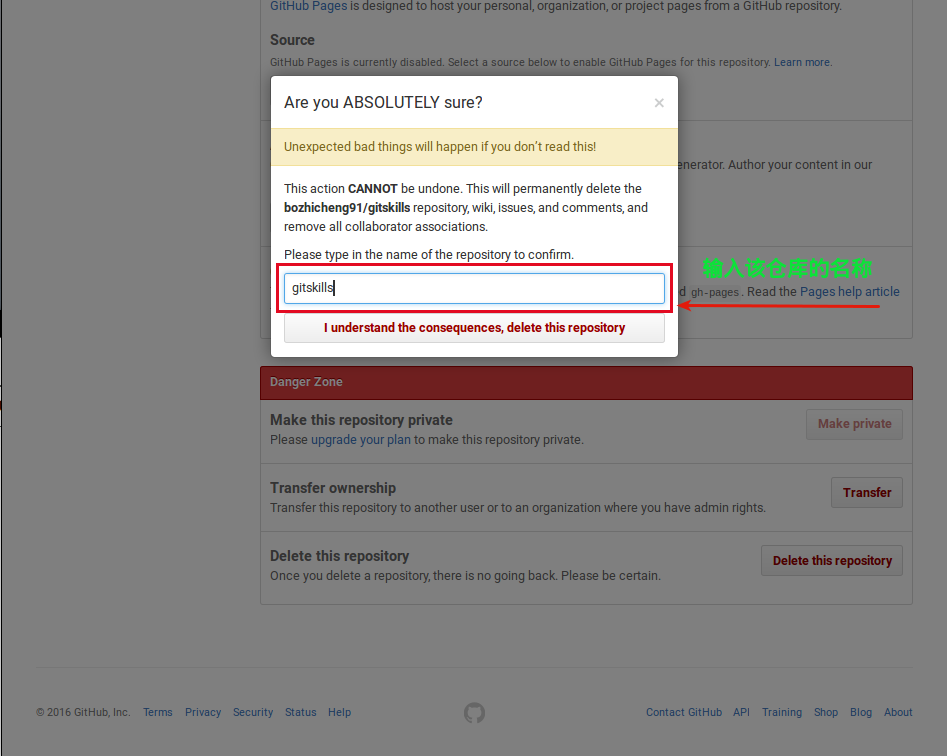 GitHub Pages is designed to host your personal, organization, or project pages from a GitHub repository.
Source
GitHub Pages is currently disabled. Select a source below to enable GitHub Pages for this repository. Learn more.
Are you ABSOLUTELY sure?
×
Unexpected bad things will happen if you don't read this!
enerator. Author your content in our
This action CANNOT be undone. This will permanently delete the
bozhicheng91/gitskills repository, wiki, issues, and comments, and
remove all collaborator associations.
Please type in the name of the repository to confirm.
输入该仓库的名称
gitskills
d gh-pages. Read the Pages help article
I understand the consequences, delete this repository
Danger Zone
Make this repository private
Please upgrade your plan to make this repository private.
Make private
Transfer ownership
Transfer this repository to another user or to an organization where you have admin rights.
Transfer
Delete this repository
Once you delete a repository, there is no going back. Please be certain.
Delete this repository
© 2016 GitHub, Inc. Terms Privacy Security Status Help
Contact GitHub API Training Shop Blog About